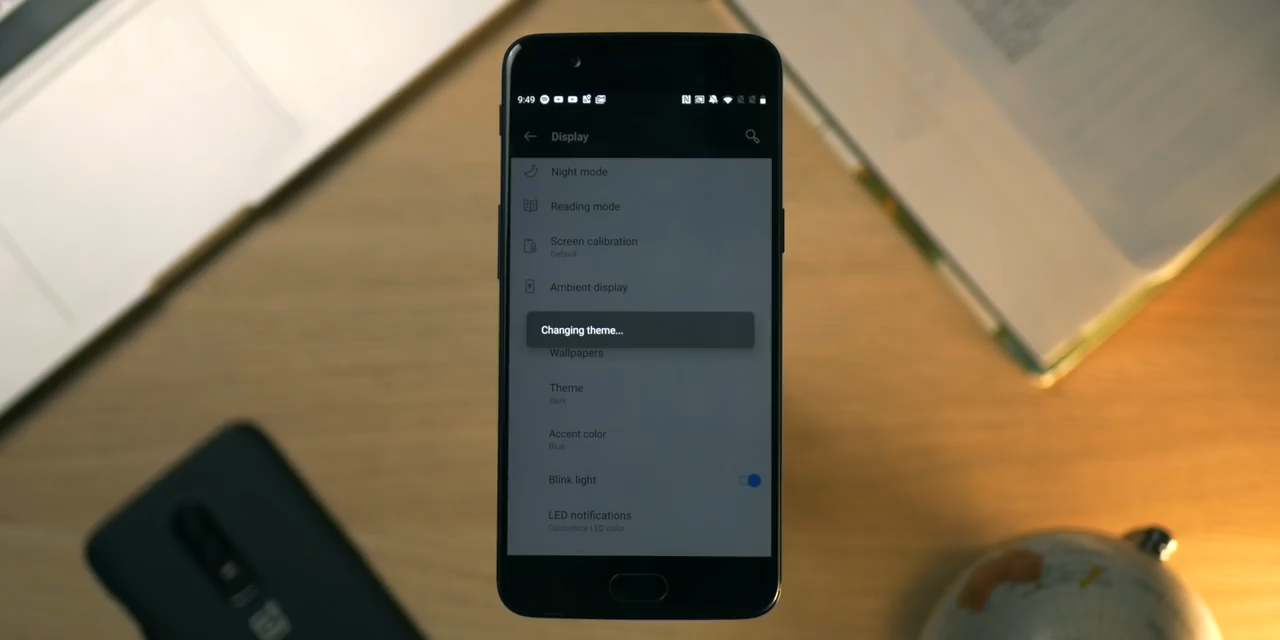 9:49
Display
Night mode
Reading mode
Screen calibration
Default
Ambient display
Changing theme...
Wallpapers
Theme
Dark
Accent color
Blue
Blink light
LED notifications
Customize LED color